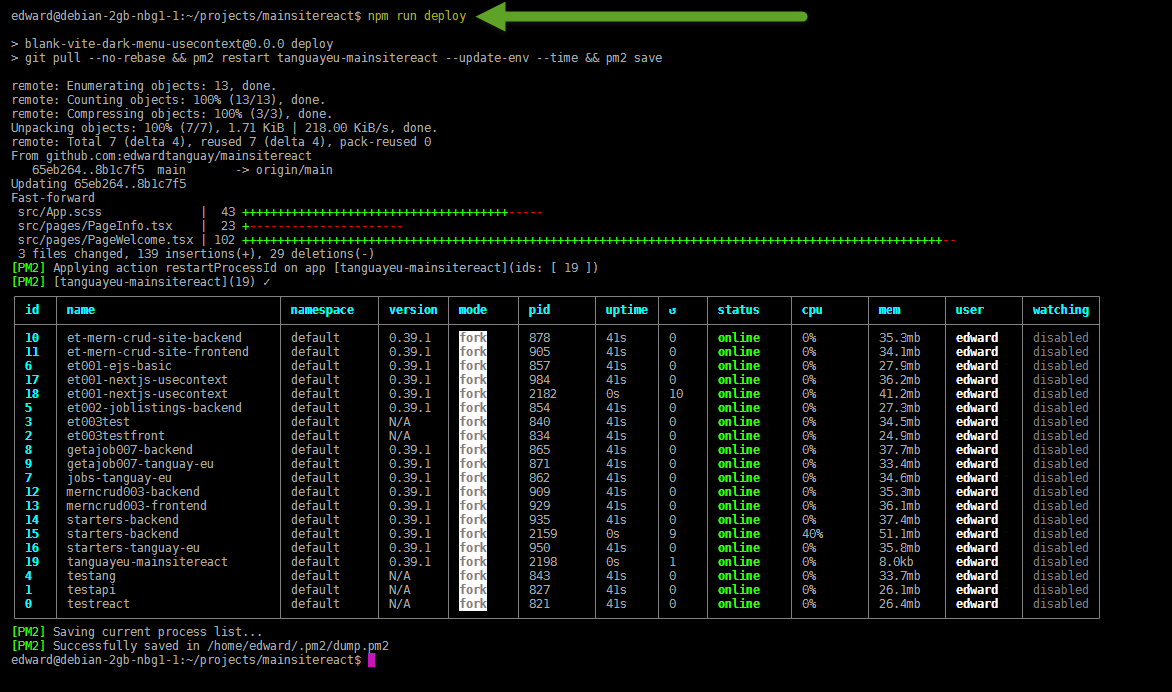 edward@debian-2gb-nbg1-1:~/projects/mainsitereact$ npm run deploy
> blank-vite-dark-menu-usecontext@0.0.0 deploy
> git pull --no-rebase && pm2 restart tanguayeu-mainsitereact --update-env --time && pm2 save
remote: Enumerating objects: 13, done.
remote: Counting objects: 100% (13/13), done.
remote: Compressing objects: 100% (3/3), done.
Unpacking objects: 100% (7/7), 1.71 KiB | 218.00 KiB/s, done.
remote: Total 7 (delta 4), reused 7 (delta 4), pack-reused 0
From github.com:edwardtanguay/mainsitereact
   65eb264..8b1c7f5  main       -> origin/main
Updating 65eb264..8b1c7f5
Fast-forward
 src/App.scss              |  43 ++++++++++++++++++++++++++++++++++++++-----
 src/pages/PageInfo.tsx    |  23 +----------------------
 src/pages/PageWelcome.tsx | 102 ++++++++++++++++++++++++++++++++++++++++++++++++++++++++++++++++++++++++++++++++++++++++++++++++++++--
 3 files changed, 139 insertions(+), 29 deletions(-)
[PM2] Applying action restartProcessId on app [tanguayeu-mainsitereact](ids: [ 19 ])
[PM2] [tanguayeu-mainsitereact](19) ✓
id name namespace version mode pid uptime ↺ status cpu mem user watching
10 et-mern-crud-site-backend default 0.39.1 fork 878 41s 0 online 0% 35.3mb edward disabled
11 et-mern-crud-site-frontend default 0.39.1 fork 905 41s 0 online 0% 34.1mb edward disabled
6 et001-ejs-basic default 0.39.1 fork 857 41s 0 online 0% 27.9mb edward disabled
17 et001-nextjs-usecontext default 0.39.1 fork 984 41s 0 online 0% 36.2mb edward disabled
18 et001-nextjs-usecontext default 0.39.1 fork 2182 0s 10 online 0% 41.2mb edward disabled
5 et002-joblistings-backend default 0.39.1 fork 854 41s 0 online 0% 27.3mb edward disabled
3 et003test default N/A fork 840 41s 0 online 0% 34.5mb edward disabled
2 et003testfront default N/A fork 834 41s 0 online 0% 24.9mb edward disabled
8 getajob007-backend default 0.39.1 fork 865 41s 0 online 0% 37.7mb edward disabled
9 getajob007-tanguay-eu default 0.39.1 fork 871 41s 0 online 0% 33.4mb edward disabled
7 jobs-tanguay-eu default 0.39.1 fork 862 41s 0 online 0% 34.6mb edward disabled
12 merncrud003-backend default 0.39.1 fork 909 41s 0 online 0% 35.3mb edward disabled
13 merncrud003-frontend default 0.39.1 fork 929 41s 0 online 0% 36.1mb edward disabled
14 starters-backend default 0.39.1 fork 935 41s 0 online 0% 37.4mb edward disabled
15 starters-backend default 0.39.1 fork 2159 0s 9 online 40% 51.1mb edward disabled
16 starters-tanguay-eu default 0.39.1 fork 950 41s 0 online 0% 35.8mb edward disabled
19 tanguayeu-mainsitereact default 0.39.1 fork 2198 0s 1 online 0% 8.0kb edward disabled
4 testang default N/A fork 843 41s 0 online 0% 33.7mb edward disabled
1 testapi default N/A fork 827 41s 0 online 0% 26.1mb edward disabled
0 testreact default N/A fork 821 41s 0 online 0% 26.4mb edward disabled
[PM2] Saving current process list...
[PM2] Successfully saved in /home/edward/.pm2/dump.pm2
edward@debian-2gb-nbg1-1:~/projects/mainsitereact$